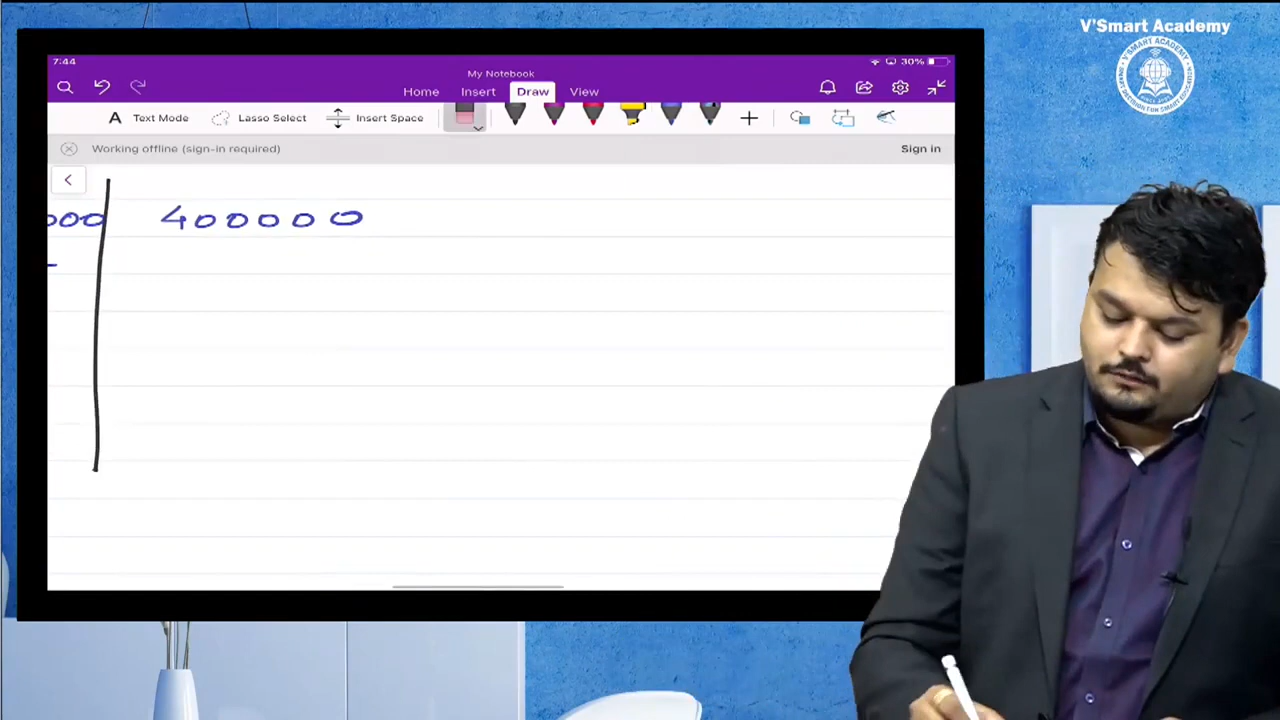 V'Smart Academy
7:44
30%
My Notebook
Home Insert Draw View
Text Mode Lasso Select Insert Space
Working offline (sign-in required) Sign in
000 400000